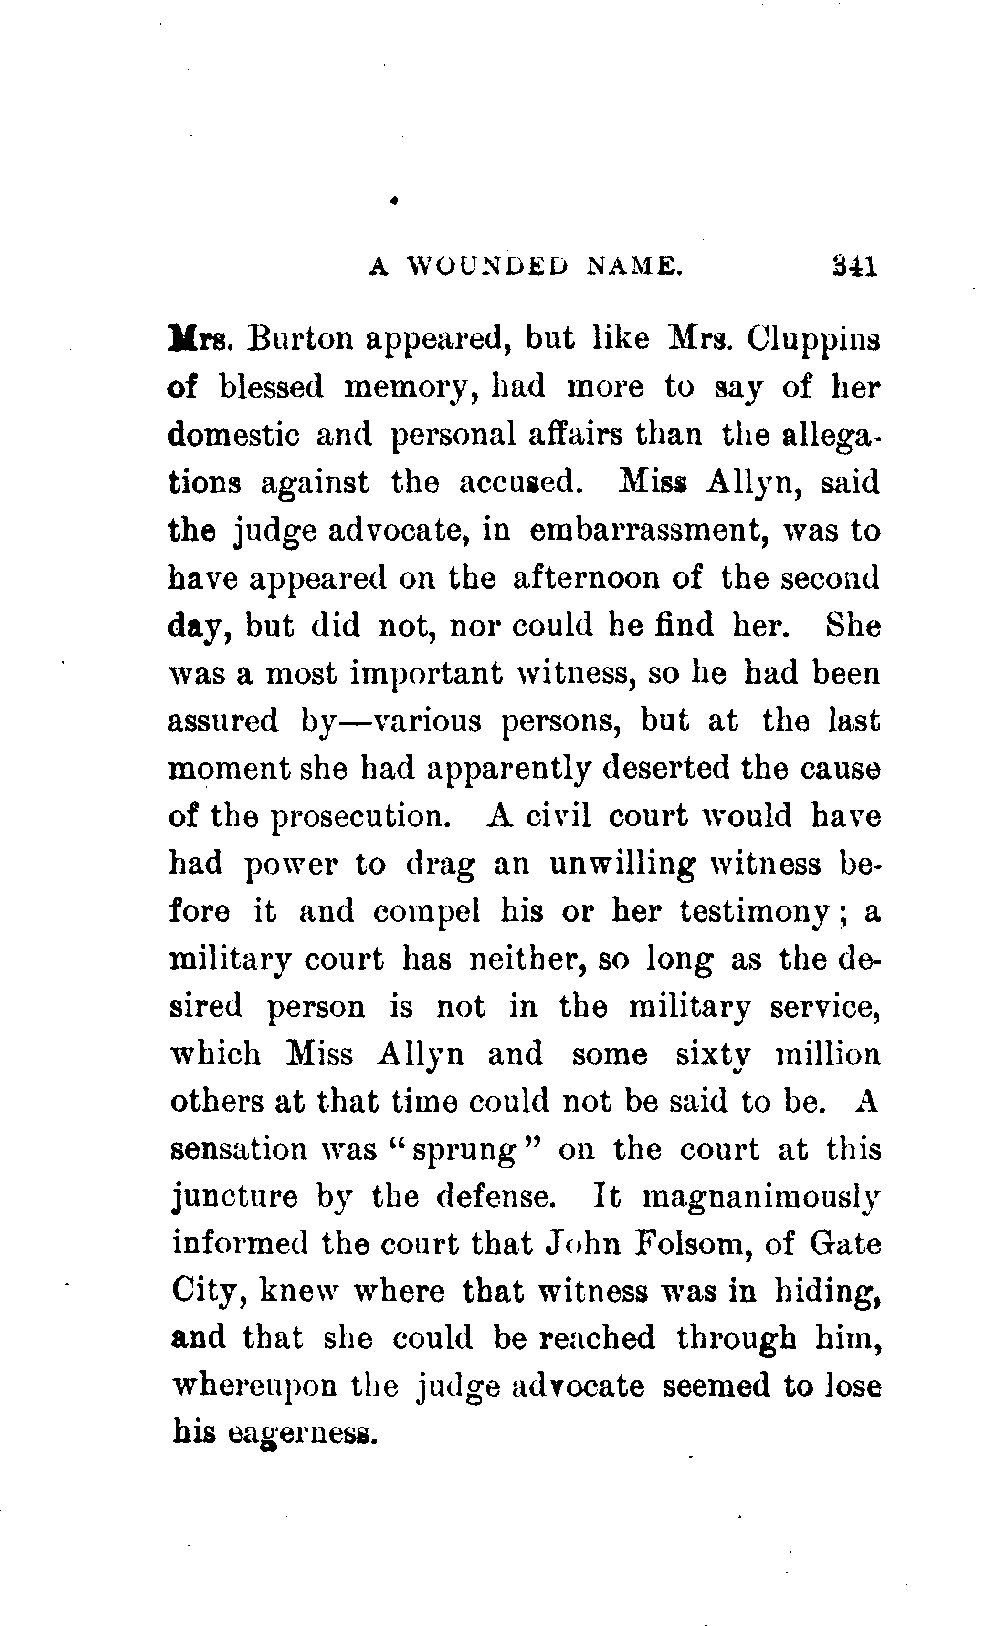 A WOUNDED NAME. 341
Mrs. Burton appeared, but like Mrs. Cluppins
of blessed memory, had more to say of her
domestic and personal affairs than the allega-
tions against the accused. Miss Allyn, said
the judge advocate, in embarrassment, was to
have appeared on the afternoon of the second
day, but did not, nor could he find her. She
was a most important witness, so he had been
assured by—various persons, but at the last
moment she had apparently deserted the cause
of the prosecution. A civil court would have
had power to drag an unwilling witness be-
fore it and compel his or her testimony; a
military court has neither, so long as the de-
sired person is not in the military service,
which Miss Allyn and some sixty million
others at that time could not be said to be. A
sensation was "sprung" on the court at this
juncture by the defense. It magnanimously
informed the court that John Folsom, of Gate
City, knew where that witness was in hiding,
and that she could be reached through him,
whereupon the judge advocate seemed to lose
his eagerness.